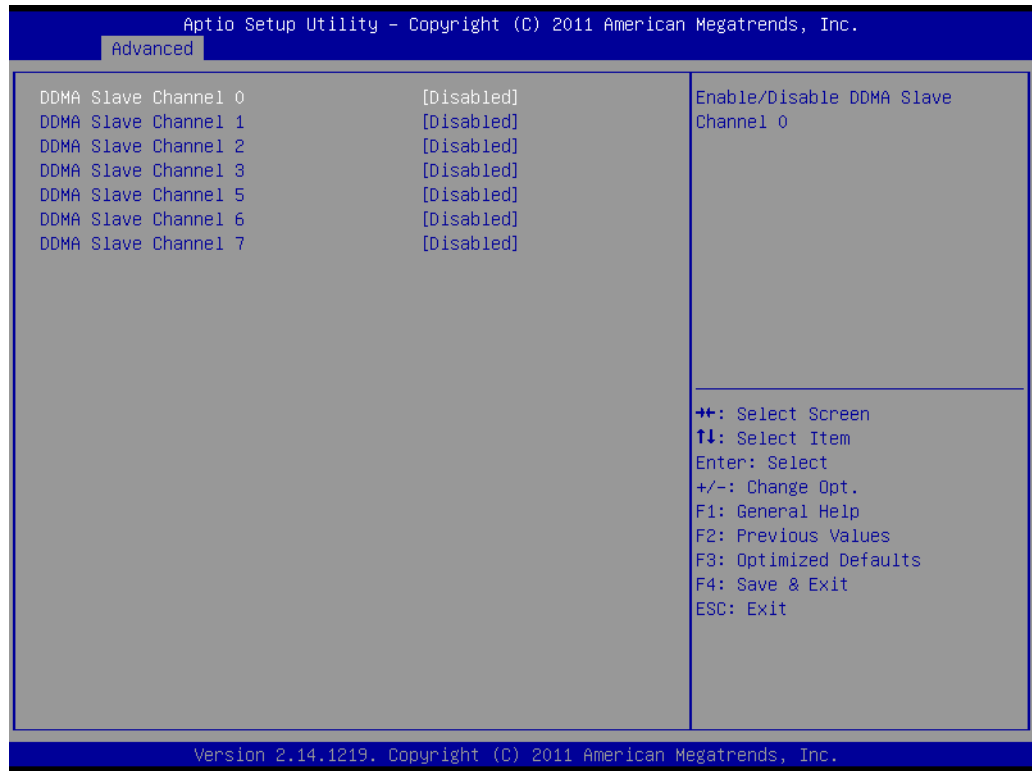 Aptio Setup Utility – Copyright (C) 2011 American Megatrends, Inc.
Advanced
DDMA Slave Channel 0 [Disabled]
DDMA Slave Channel 1 [Disabled]
DDMA Slave Channel 2 [Disabled]
DDMA Slave Channel 3 [Disabled]
DDMA Slave Channel 5 [Disabled]
DDMA Slave Channel 6 [Disabled]
DDMA Slave Channel 7 [Disabled]
Enable/Disable DDMA Slave
Channel 0
→←: Select Screen
↑↓: Select Item
Enter: Select
+/-: Change Opt.
F1: General Help
F2: Previous Values
F3: Optimized Defaults
F4: Save & Exit
ESC: Exit
Version 2.14.1219. Copyright (C) 2011 American Megatrends, Inc.